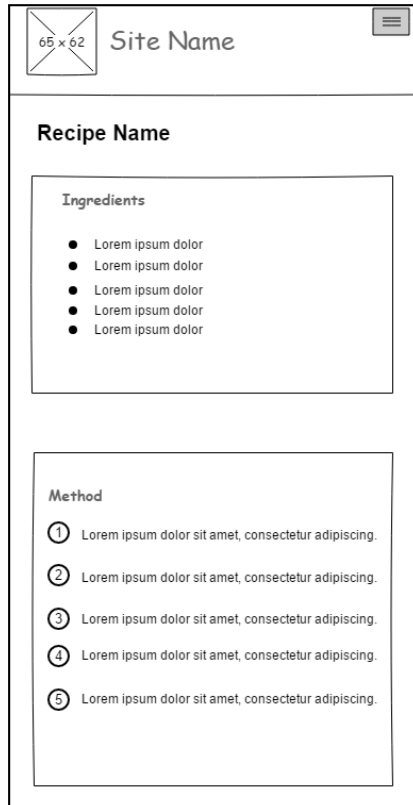 65 x 62
Site Name
Recipe Name
Ingredients
Lorem ipsum dolor
Lorem ipsum dolor
Lorem ipsum dolor
Lorem ipsum dolor
Lorem ipsum dolor
Method
1 Lorem ipsum dolor sit amet, consectetur adipiscing.
2 Lorem ipsum dolor sit amet, consectetur adipiscing.
3 Lorem ipsum dolor sit amet, consectetur adipiscing.
4 Lorem ipsum dolor sit amet, consectetur adipiscing.
5 Lorem ipsum dolor sit amet, consectetur adipiscing.